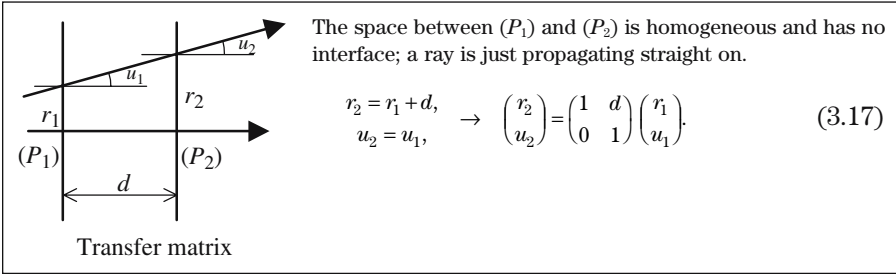 u₁
u₂
r₁
r₂
(P₁)
(P₂)
d
Transfer matrix
The space between (P₁) and (P₂) is homogeneous and has no
interface; a ray is just propagating straight on.
r₂ = r₁ + d,
u₂ = u₁,
→ (r₂ u₂) = (1 d 0 1) (r₁ u₁). (3.17)